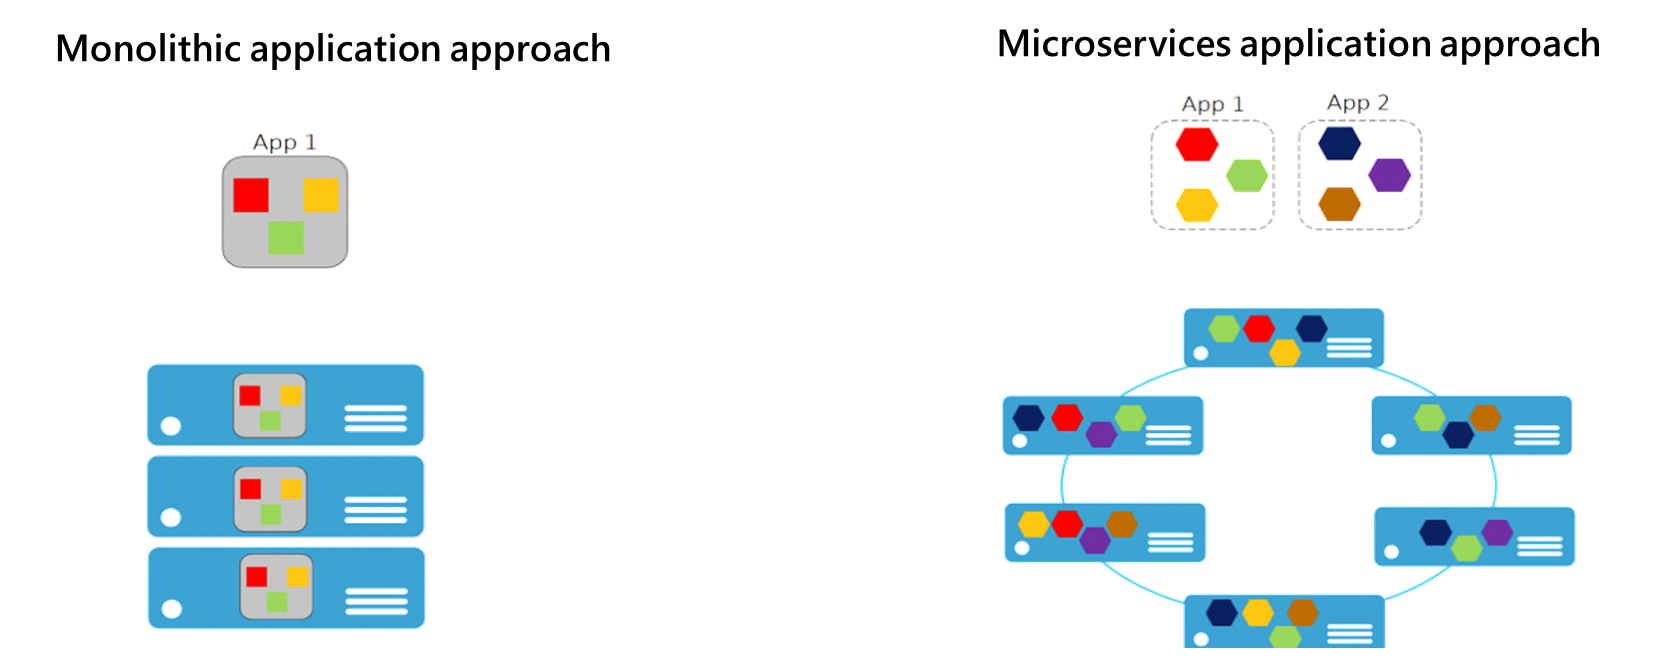 Monolithic application approach
App 1
Microservices application approach
App 1
App 2